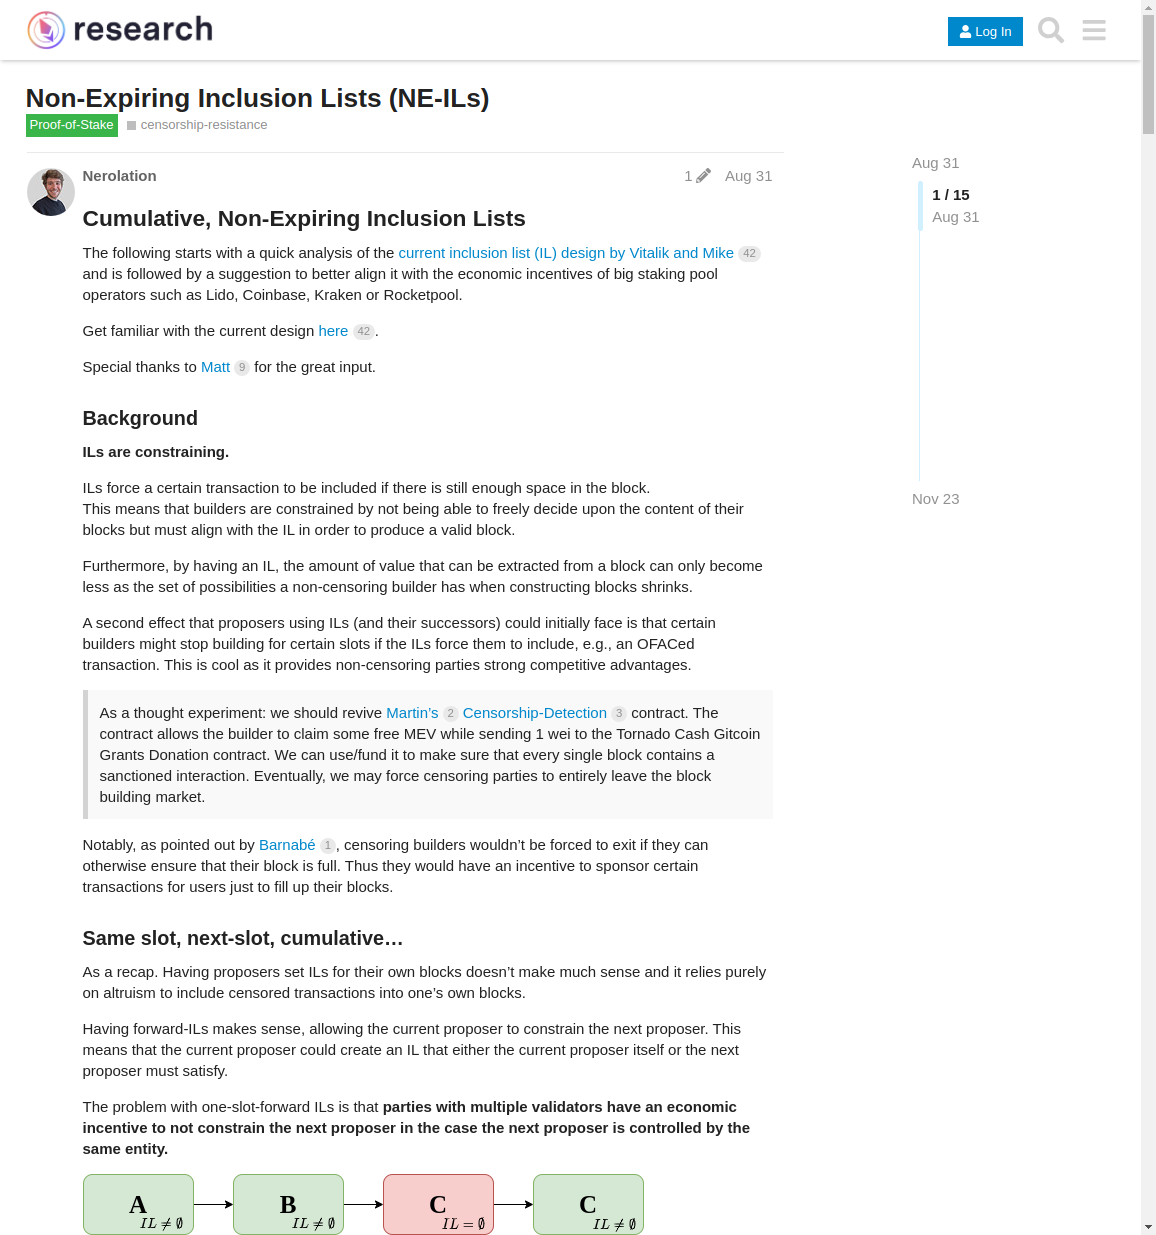 research
Log In
Non-Expiring Inclusion Lists (NE-ILs)
Proof-of-Stake censorship-resistance
Nerolation 1 Aug 31
Cumulative, Non-Expiring Inclusion Lists
The following starts with a quick analysis of the current inclusion list (IL) design by Vitalik and Mike 42
and is followed by a suggestion to better align it with the economic incentives of big staking pool
operators such as Lido, Coinbase, Kraken or Rocketpool.
Get familiar with the current design here 42.
Special thanks to Matt 9 for the great input.
Background
ILs are constraining.
ILs force a certain transaction to be included if there is still enough space in the block.
This means that builders are constrained by not being able to freely decide upon the content of their
blocks but must align with the IL in order to produce a valid block.
Furthermore, by having an IL, the amount of value that can be extracted from a block can only become
less as the set of possibilities a non-censoring builder has when constructing blocks shrinks.
A second effect that proposers using ILs (and their successors) could initially face is that certain
builders might stop building for certain slots if the ILs force them to include, e.g., an OFACed
transaction. This is cool as it provides non-censoring parties strong competitive advantages.
As a thought experiment: we should revive Martin’s 2 Censorship-Detection 3 contract. The
contract allows the builder to claim some free MEV while sending 1 wei to the Tornado Cash Gitcoin
Grants Donation contract. We can use/fund it to make sure that every single block contains a
sanctioned interaction. Eventually, we may force censoring parties to entirely leave the block
building market.
Notably, as pointed out by Barnabé 1, censoring builders wouldn’t be forced to exit if they can
otherwise ensure that their block is full. Thus they would have an incentive to sponsor certain
transactions for users just to fill up their blocks.
Same slot, next-slot, cumulative…
As a recap. Having proposers set ILs for their own blocks doesn’t make much sense and it relies purely
on altruism to include censored transactions into one’s own blocks.
Having forward-ILs makes sense, allowing the current proposer to constrain the next proposer. This
means that the current proposer could create an IL that either the current proposer itself or the next
proposer must satisfy.
The problem with one-slot-forward ILs is that parties with multiple validators have an economic
incentive to not constrain the next proposer in the case the next proposer is controlled by the
same entity.
A B C C
IL ≠ ∅ IL ≠ ∅ IL = ∅ IL ≠ ∅
Aug 31
1 / 15
Aug 31
Nov 23